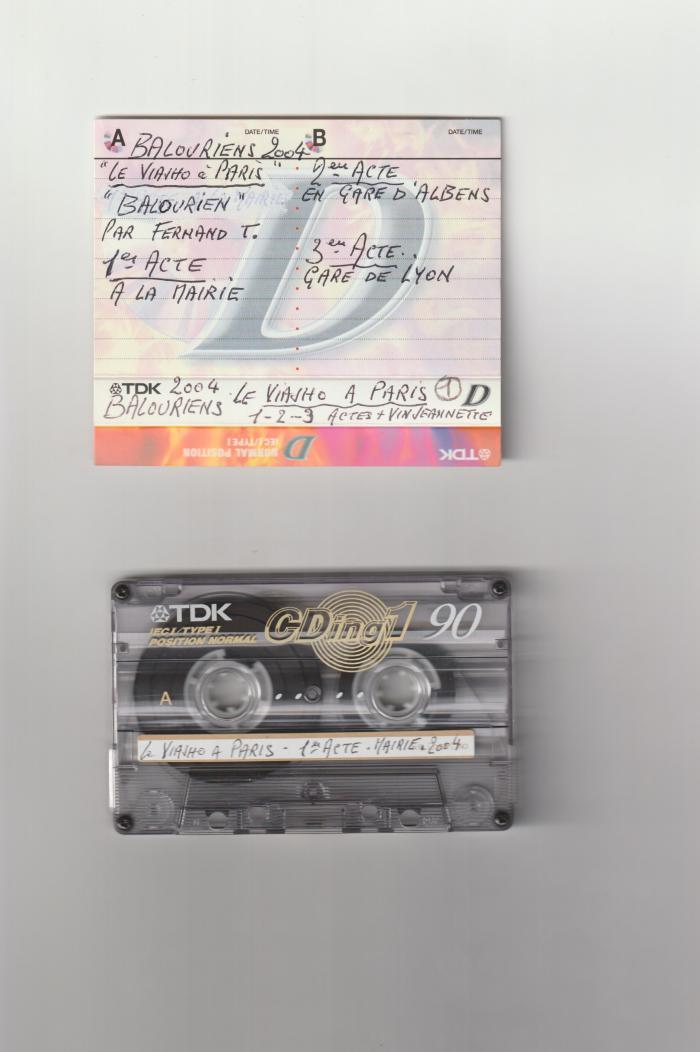 A DATE/TIME B DATE/TIME
BALOURIENS 2004
"LE VIAJHO à PARIS"
"BALOURIEN"
PAR FERNAND T.
1er ACTE
A LA MAIRIE
2eu ACTE
EN GARE D'ALBENS
3eu ACTE..
GARE DE LYON
TDK 2004 LE VIAJHO A PARIS 1 D
BALOURIENS 1-2-3 ACTES + VIN JEANNETTE
TDK D NORMAL POSITION
IEC I/TYPE I
TDK CDing1 90
IEC I/TYPE I
POSITION NORMAL
A
Le VIAJHO A PARIS - 1er ACTE - MAIRIE - 2004